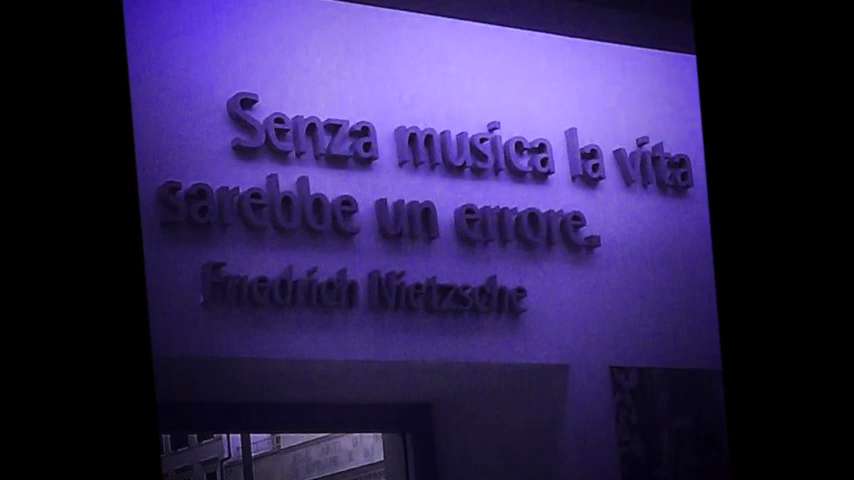 Senza musica la vita
sarebbe un errore.
Friedrich Nietzsche